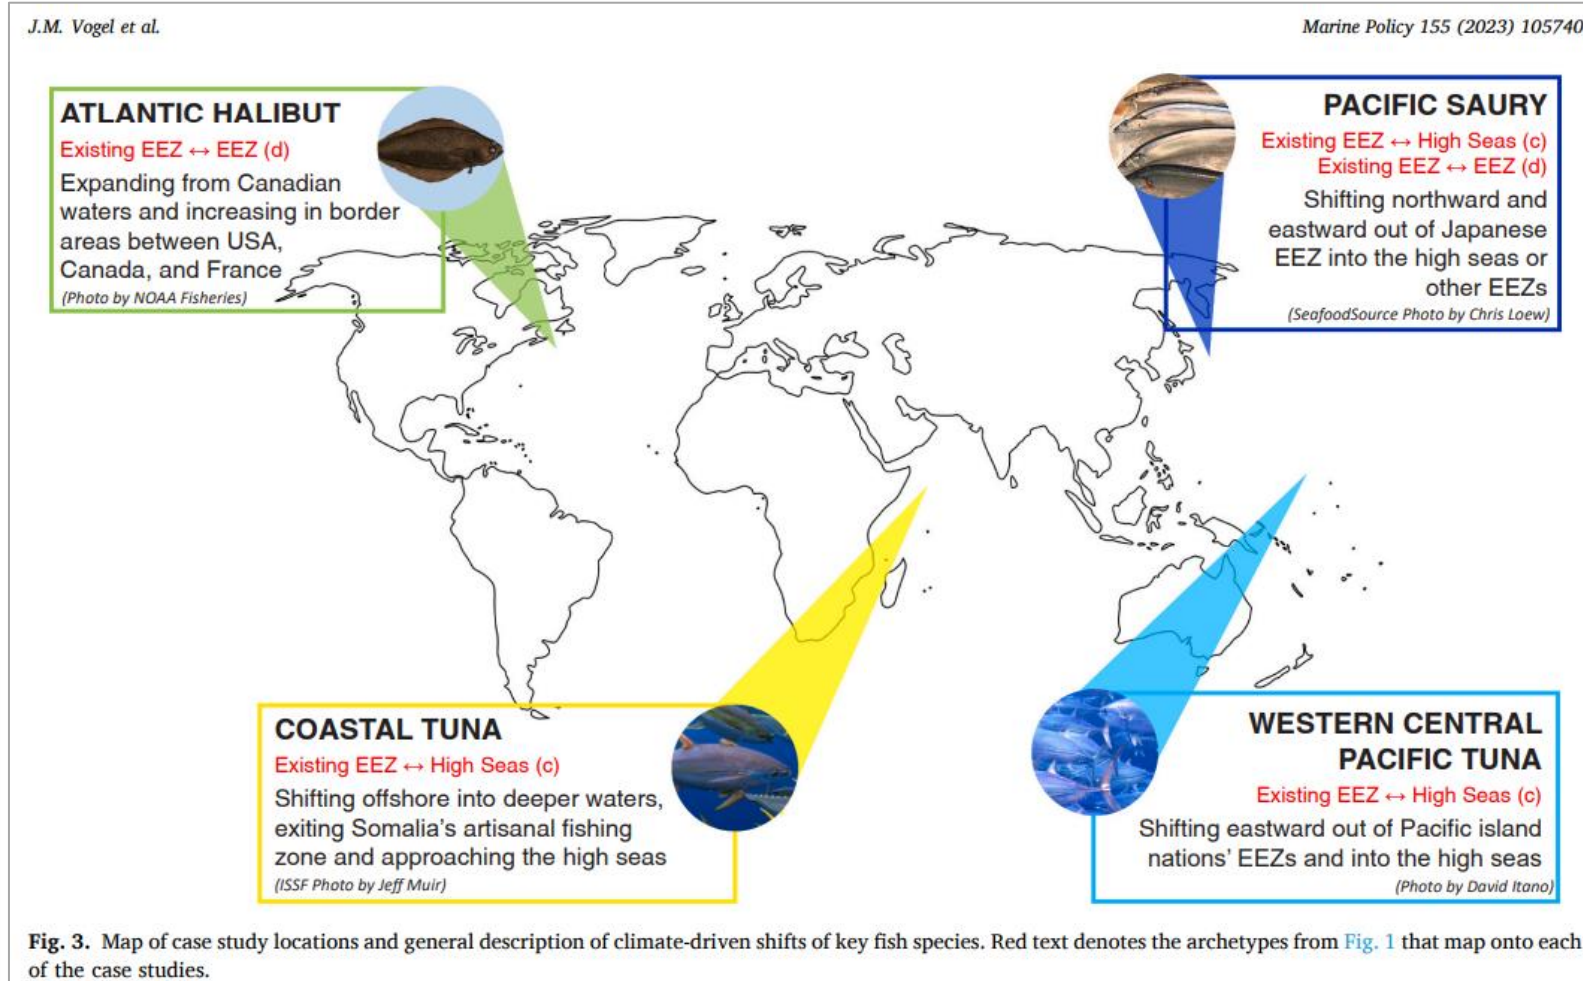 J.M. Vogel et al.
Marine Policy 155 (2023) 105740
ATLANTIC HALIBUT
Existing EEZ ↔ EEZ (d)
Expanding from Canadian
waters and increasing in border
areas between USA,
Canada, and France
(Photo by NOAA Fisheries)
PACIFIC SAURY
Existing EEZ ↔ High Seas (c)
Existing EEZ ↔ EEZ (d)
Shifting northward and
eastward out of Japanese
EEZ into the high seas or
other EEZs
(SeafoodSource Photo by Chris Loew)
COASTAL TUNA
Existing EEZ ↔ High Seas (c)
Shifting offshore into deeper waters,
exiting Somalia's artisanal fishing
zone and approaching the high seas
(ISSF Photo by Jeff Muir)
WESTERN CENTRAL
PACIFIC TUNA
Existing EEZ ↔ High Seas (c)
Shifting eastward out of Pacific island
nations' EEZs and into the high seas
(Photo by David Itano)
Fig. 3. Map of case study locations and general description of climate-driven shifts of key fish species. Red text denotes the archetypes from Fig. 1 that map onto each
of the case studies.